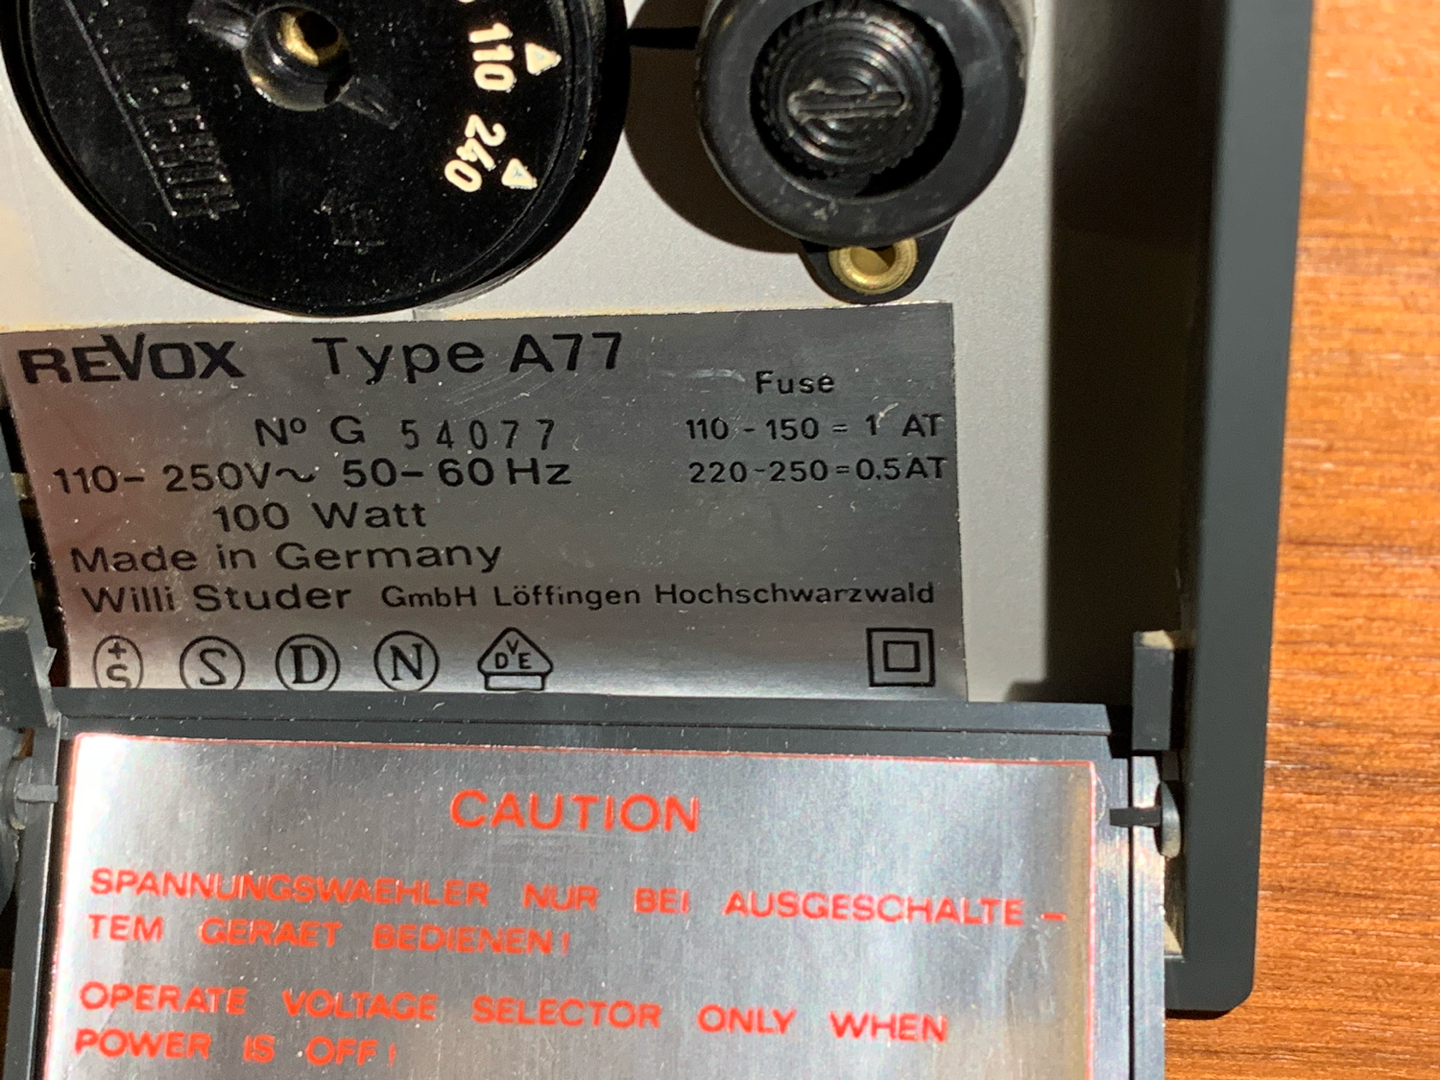 110
240
REVOX Type A77
Fuse
Nº G 54077
110 - 150 = 1 AT
110- 250V~ 50-60Hz
220-250=0.5AT
100 Watt
Made in Germany
Willi Studer GmbH Löffingen Hochschwarzwald
+S S D N DVE
CAUTION
SPANNUNGSWAEHLER NUR BEI AUSGESCHALTE -
TEM GERAET BEDIENEN!
OPERATE VOLTAGE SELECTOR ONLY WHEN
POWER IS OFF!